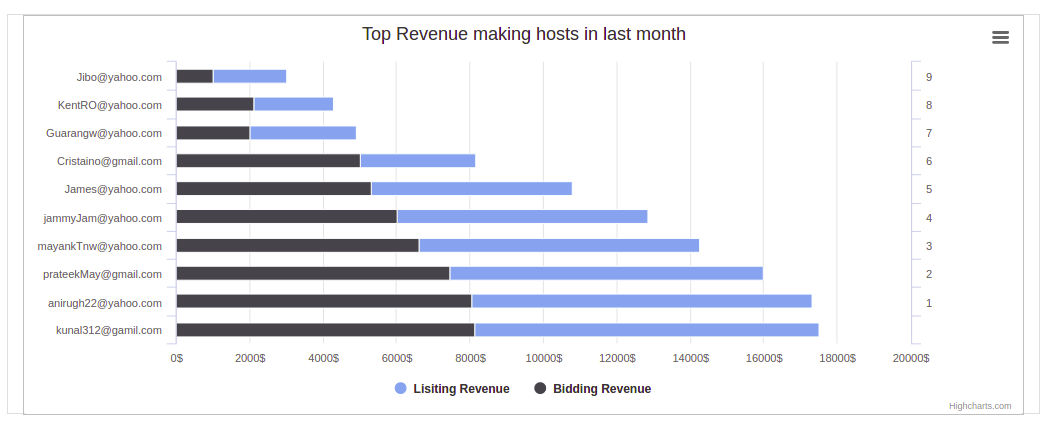 Top Revenue making hosts in last month
Jibo@yahoo.com 9
KentRO@yahoo.com 8
Guarangw@yahoo.com 7
Cristaino@gmail.com 6
James@yahoo.com 5
jammyJam@yahoo.com 4
mayankTnw@yahoo.com 3
prateekMay@gmail.com 2
anirugh22@yahoo.com 1
kunal312@gamil.com
0$ 2000$ 4000$ 6000$ 8000$ 10000$ 12000$ 14000$ 16000$ 18000$ 20000$
Lisiting Revenue Bidding Revenue
Highcharts.com